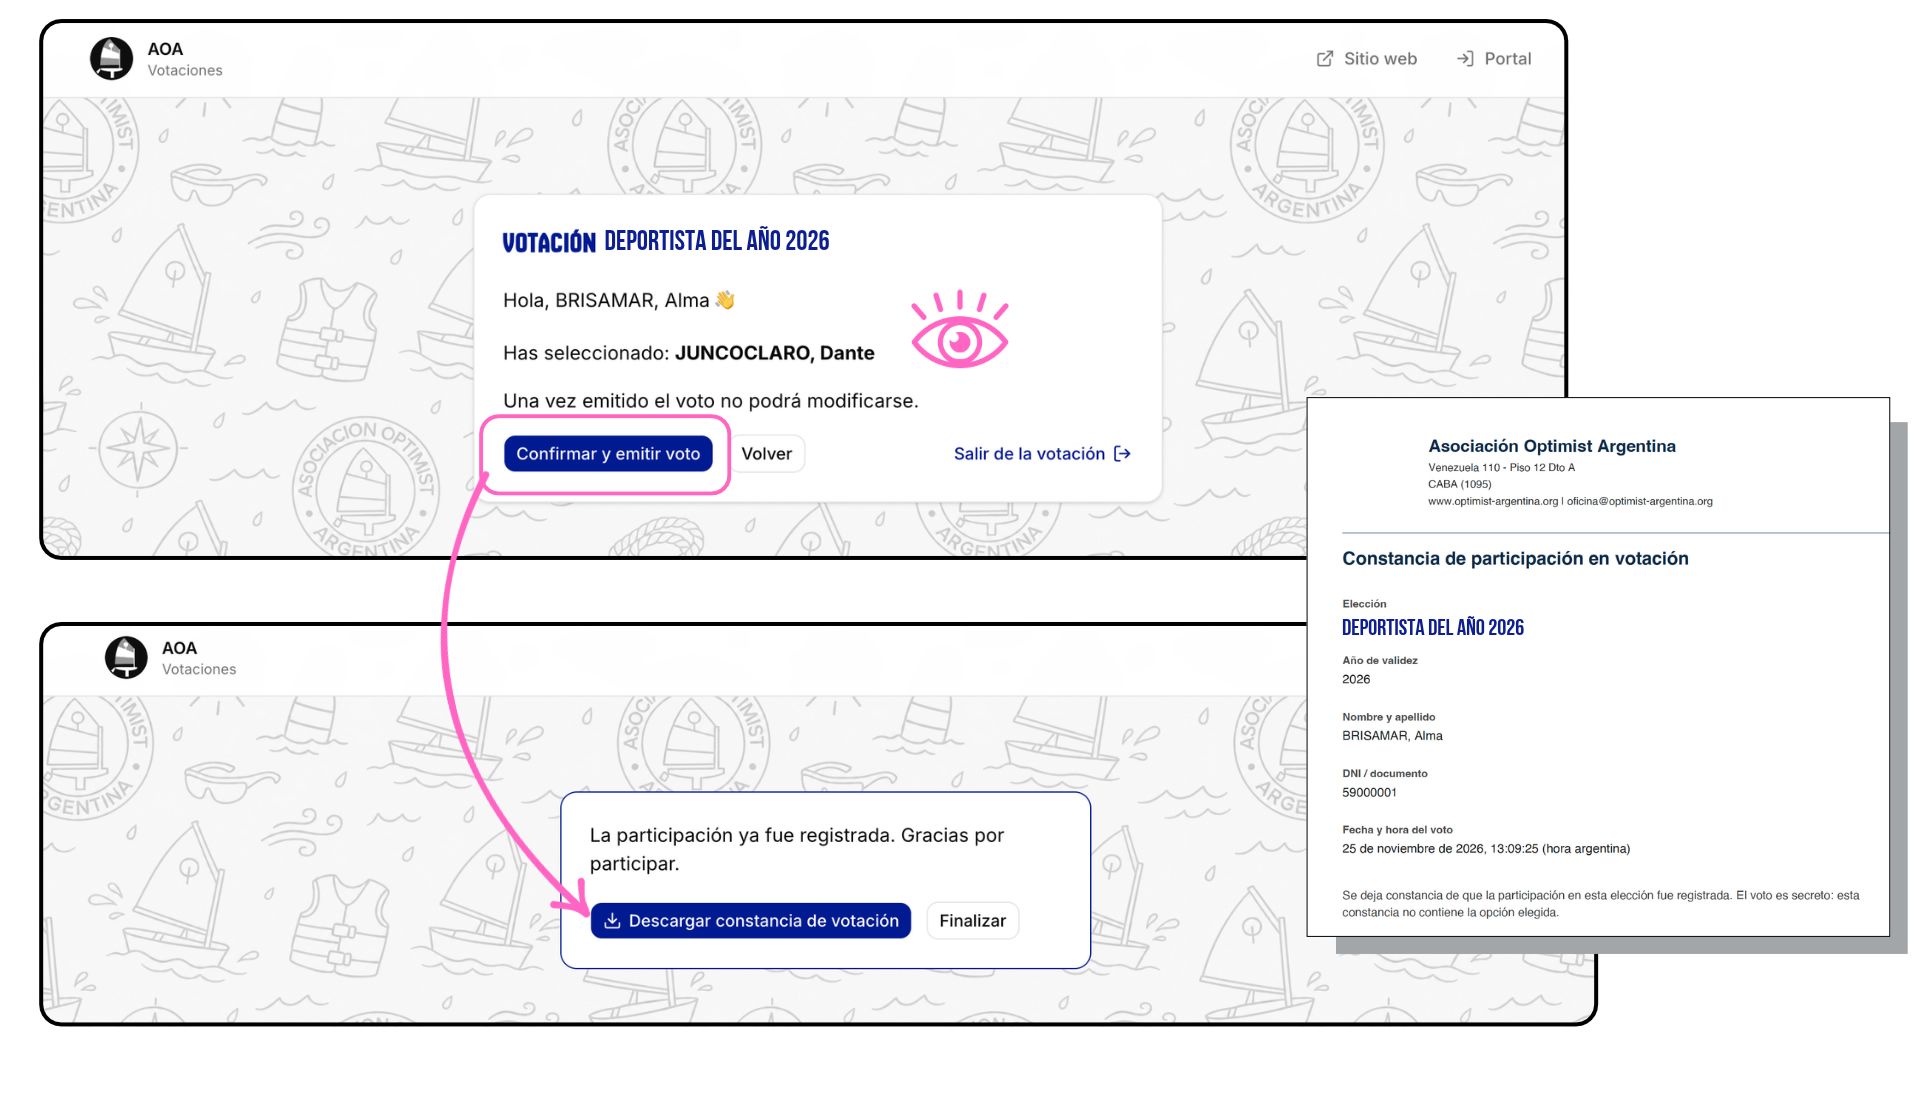 AOA
Votaciones
Sitio web
Portal
VOTACIÓN DEPORTISTA DEL AÑO 2026
Hola, BRISAMAR, Alma 👋
Has seleccionado: JUNCOCLARO, Dante
Una vez emitido el voto no podrá modificarse.
Confirmar y emitir voto
Volver
Salir de la votación
ASOCIACION OPTIMIST
ARGENTINA
AOA
Votaciones
La participación ya fue registrada. Gracias por
participar.
Descargar constancia de votación
Finalizar
Asociación Optimist Argentina
Venezuela 110 - Piso 12 Dto A
CABA (1095)
www.optimist-argentina.org | oficina@optimist-argentina.org
Constancia de participación en votación
Elección
DEPORTISTA DEL AÑO 2026
Año de validez
2026
Nombre y apellido
BRISAMAR, Alma
DNI / documento
59000001
Fecha y hora del voto
25 de noviembre de 2026, 13:09:25 (hora argentina)
Se deja constancia de que la participación en esta elección fue registrada. El voto es secreto: esta
constancia no contiene la opción elegida.